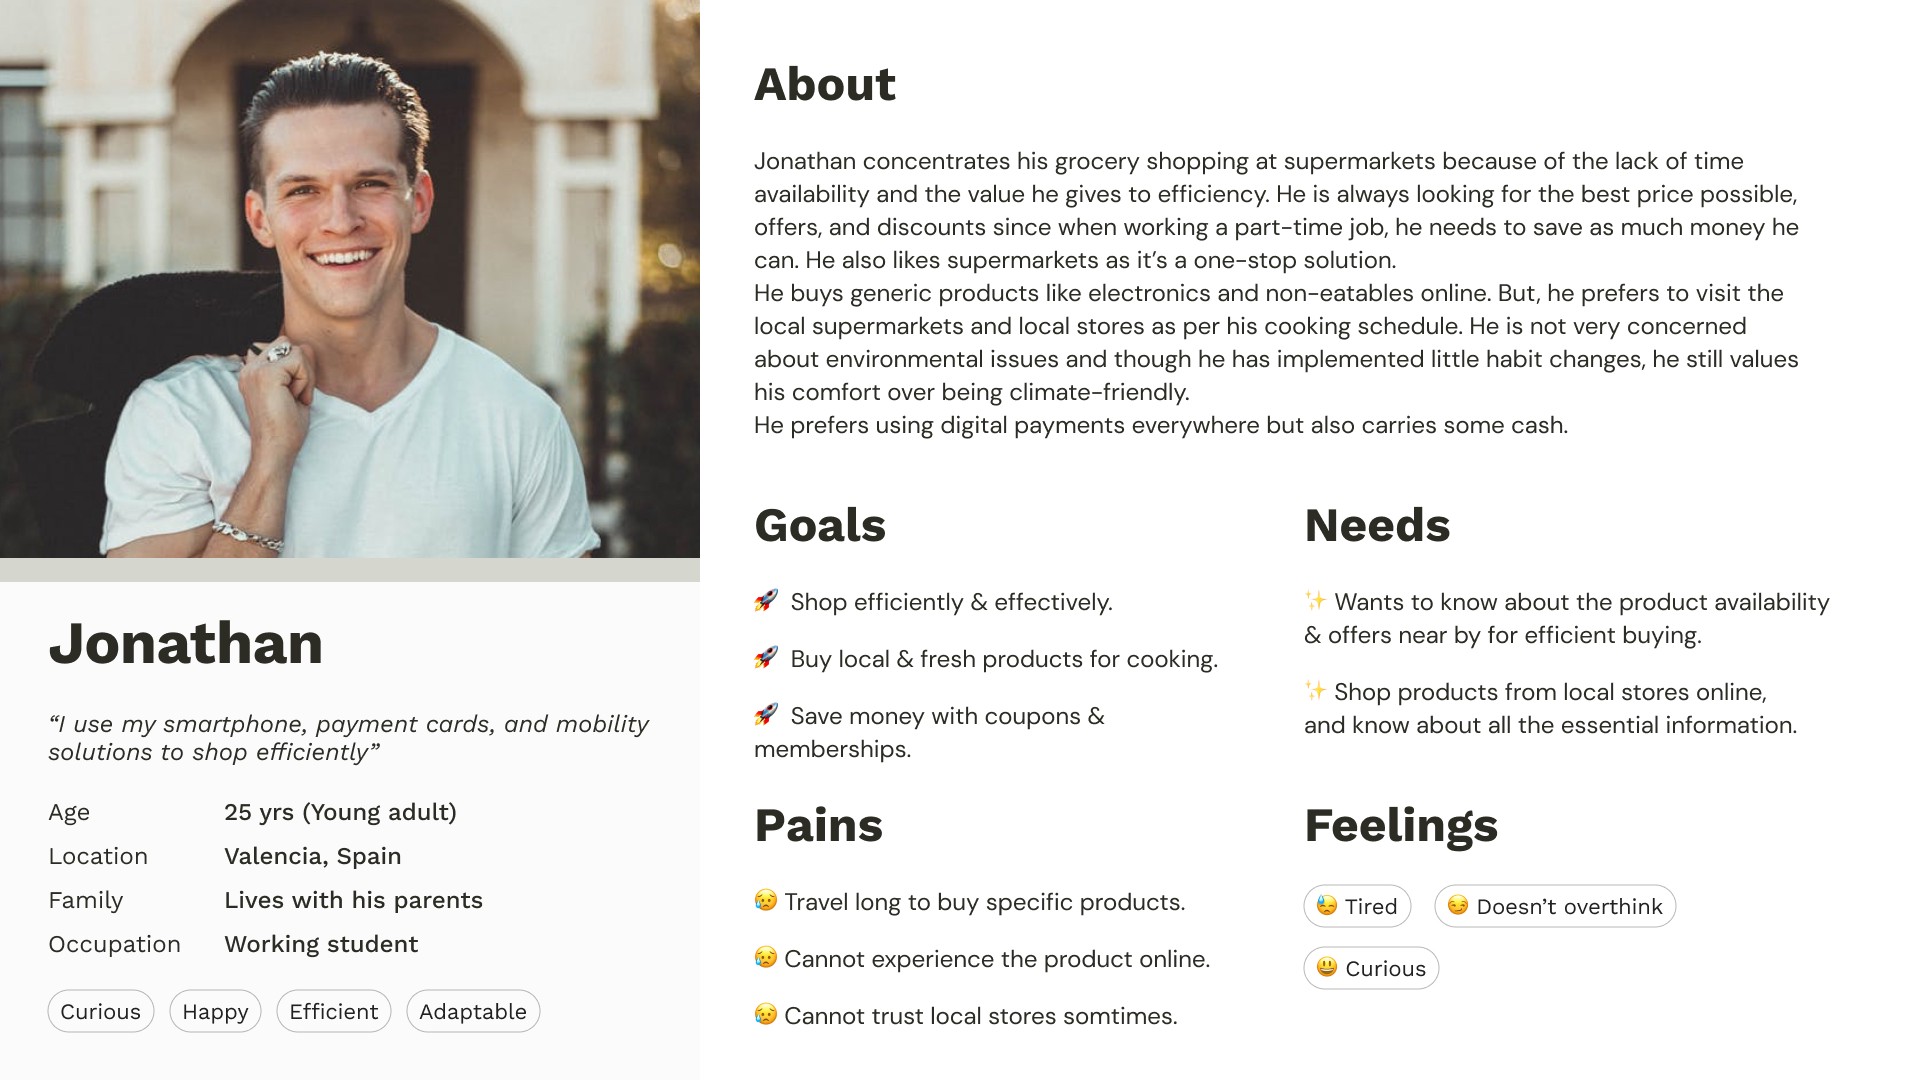 Jonathan
“I use my smartphone, payment cards, and mobility
solutions to shop efficiently”
Age 25 yrs (Young adult)
Location Valencia, Spain
Family Lives with his parents
Occupation Working student
Curious Happy Efficient Adaptable
About
Jonathan concentrates his grocery shopping at supermarkets because of the lack of time
availability and the value he gives to efficiency. He is always looking for the best price possible,
offers, and discounts since when working a part-time job, he needs to save as much money he
can. He also likes supermarkets as it’s a one-stop solution.
He buys generic products like electronics and non-eatables online. But, he prefers to visit the
local supermarkets and local stores as per his cooking schedule. He is not very concerned
about environmental issues and though he has implemented little habit changes, he still values
his comfort over being climate-friendly.
He prefers using digital payments everywhere but also carries some cash.
Goals
🚀 Shop efficiently & effectively.
🚀 Buy local & fresh products for cooking.
🚀 Save money with coupons &
memberships.
Needs
✨ Wants to know about the product availability
& offers near by for efficient buying.
✨ Shop products from local stores online,
and know about all the essential information.
Pains
😥 Travel long to buy specific products.
😥 Cannot experience the product online.
😥 Cannot trust local stores somtimes.
Feelings
😓 Tired 😏 Doesn’t overthink
😃 Curious